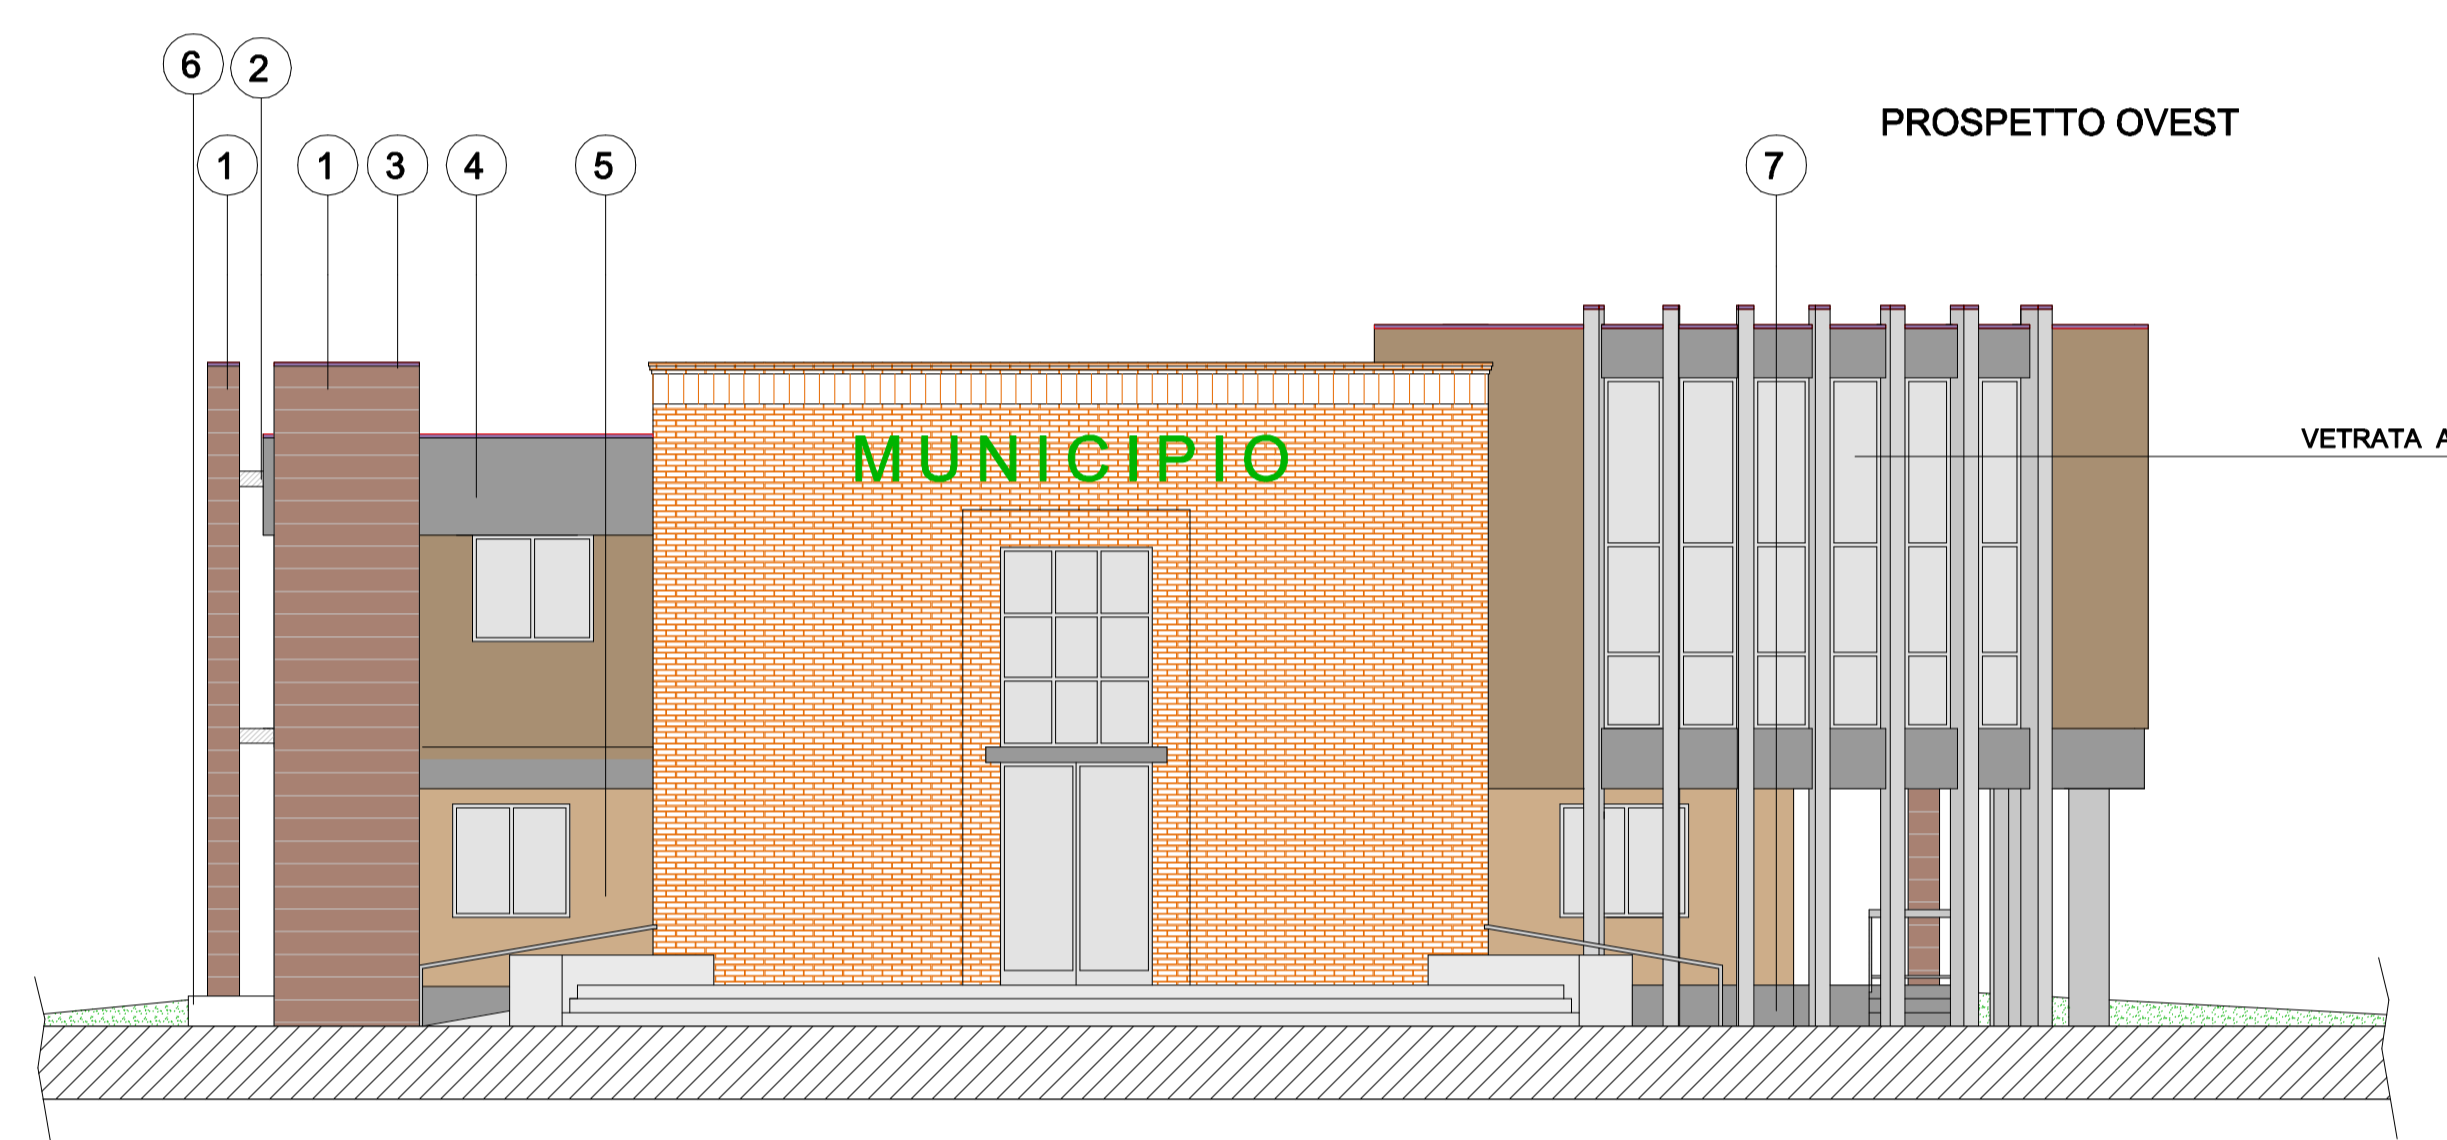 6 2
PROSPETTO OVEST
1 1 3 4 5 7
MUNICIPIO
VETRATA